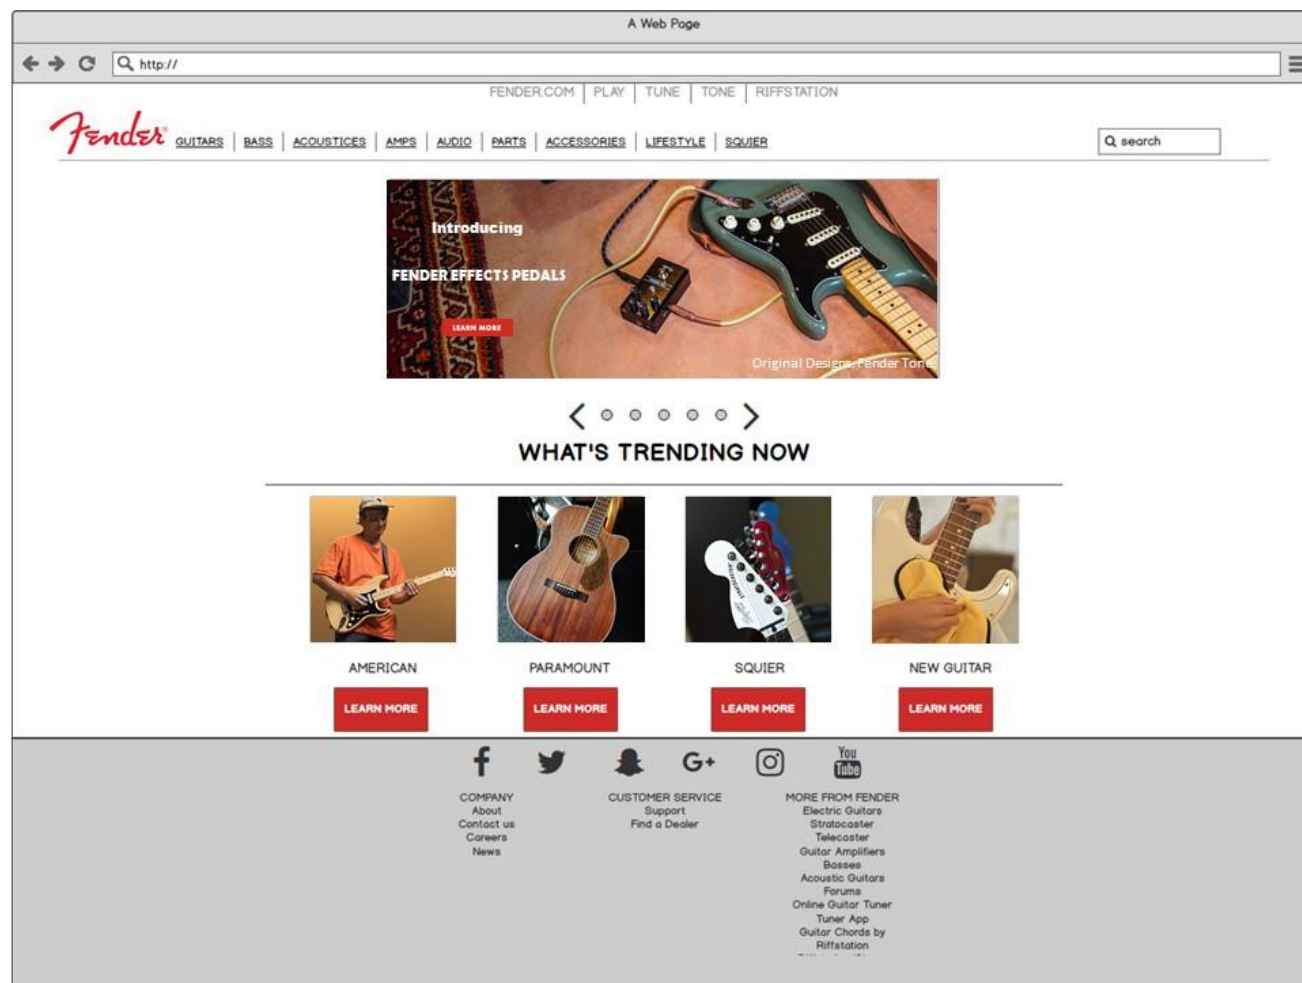 A Web Page
http://
FENDER.COM | PLAY | TUNE | TONE | RIFFSTATION
Fender
GUITARS | BASS | ACOUSTICES | AMPS | AUDIO | PARTS | ACCESSORIES | LIFESTYLE | SQUIER
search
Introducing
FENDER EFFECTS PEDALS
LEARN MORE
Original Designs. Fender Tone.
WHAT'S TRENDING NOW
AMERICAN
PARAMOUNT
SQUIER
NEW GUITAR
LEARN MORE
LEARN MORE
LEARN MORE
LEARN MORE
G+
You
Tube
COMPANY
About
Contact us
Careers
News
CUSTOMER SERVICE
Support
Find a Dealer
MORE FROM FENDER
Electric Guitars
Stratocaster
Telecaster
Guitar Amplifiers
Basses
Acoustic Guitars
Forums
Online Guitar Tuner
Tuner App
Guitar Chords by
Riffstation